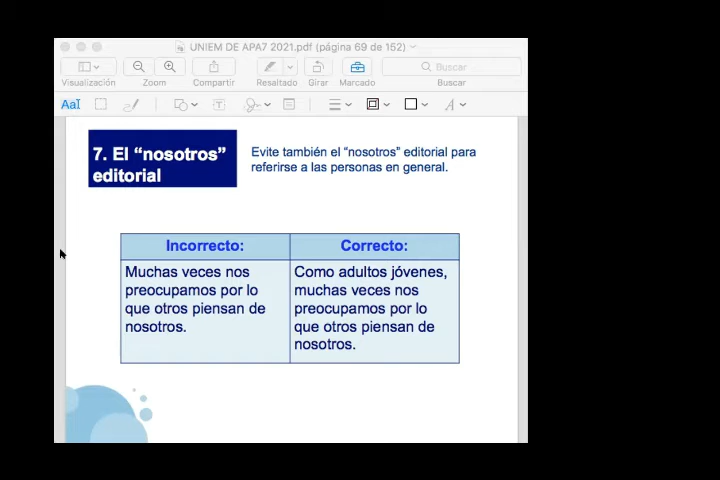 UNIEM DE APA7 2021.pdf (página 69 de 152)
Buscar
Visualización
Zoom
Compartir
Resaltado
Girar
Marcado
Buscar
AaI
T
A
7. El “nosotros”
editorial
Evite también el “nosotros” editorial para
referirse a las personas en general.
Incorrecto:
Muchas veces nos
preocupamos por lo
que otros piensan de
nosotros.
Correcto:
Como adultos jóvenes,
muchas veces nos
preocupamos por lo
que otros piensan de
nosotros.